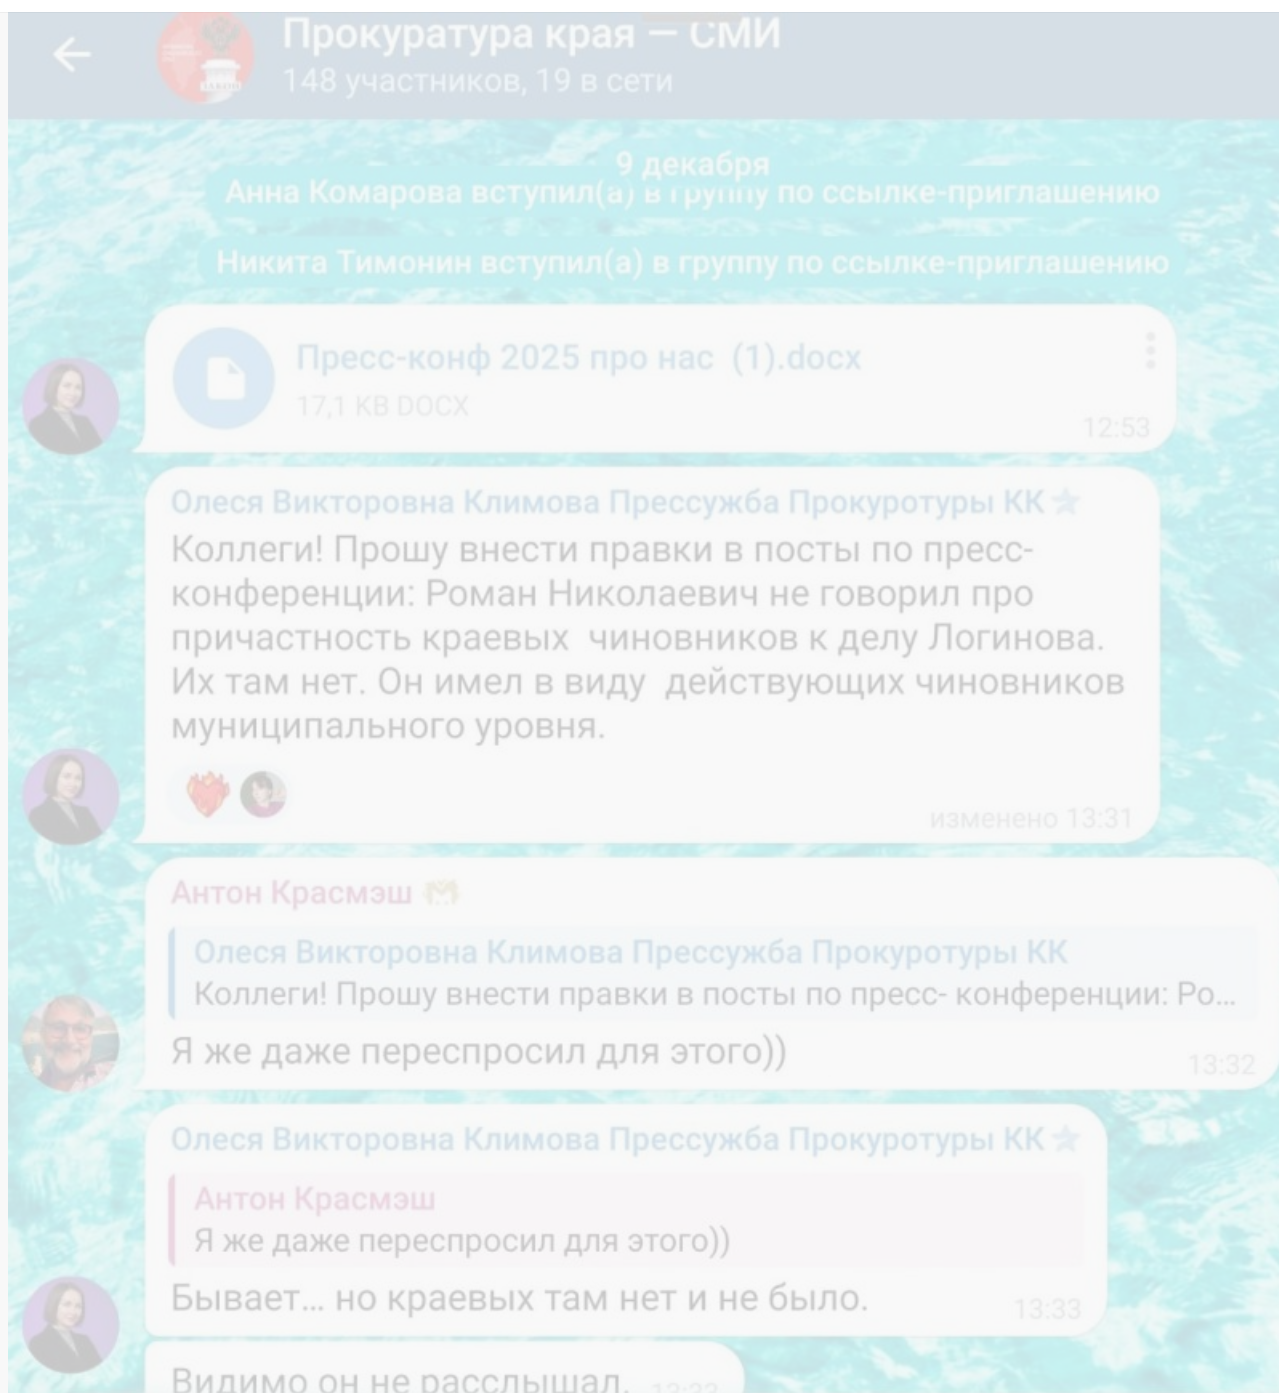 Прокуратура края — СМИ
148 участников, 19 в сети
9 декабря
Анна Комарова вступил(а) в группу по ссылке-приглашению
Никита Тимонин вступил(а) в группу по ссылке-приглашению
Пресс-конф 2025 про нас (1).docx
17,1 KB DOCX
12:53
Олеся Викторовна Климова Прессужба Прокуротуры КК
Коллеги! Прошу внести правки в посты по пресс-
конференции: Роман Николаевич не говорил про
причастность краевых чиновников к делу Логинова.
Их там нет. Он имел в виду действующих чиновников
муниципального уровня.
изменено 13:31
Антон Красмэш
Олеся Викторовна Климова Прессужба Прокуротуры КК
Коллеги! Прошу внести правки в посты по пресс- конференции: Ро...
Я же даже переспросил для этого))
13:32
Олеся Викторовна Климова Прессужба Прокуротуры КК
Антон Красмэш
Я же даже переспросил для этого))
Бывает... но краевых там нет и не было.
13:33
Видимо он не расслышал.
13:33